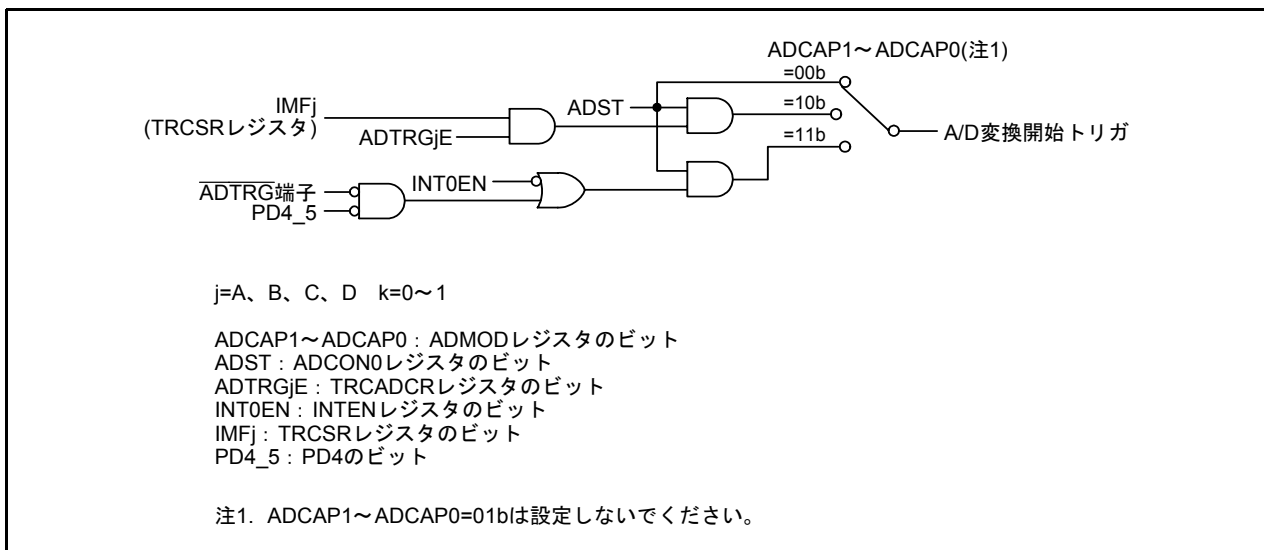 ADCAP1～ADCAP0(注1)
=00b
IMFj
(TRCSRレジスタ)
ADTRGjE
ADST
=10b
A/D変換開始トリガ
=11b
ADTRG端子
PD4_5
INT0EN
j=A、B、C、D k=0～1
ADCAP1～ADCAP0：ADMODレジスタのビット
ADST：ADCON0レジスタのビット
ADTRGjE：TRCADCRレジスタのビット
INT0EN：INTENレジスタのビット
IMFj：TRCSRレジスタのビット
PD4_5：PD4のビット
注1. ADCAP1～ADCAP0=01bは設定しないでください。